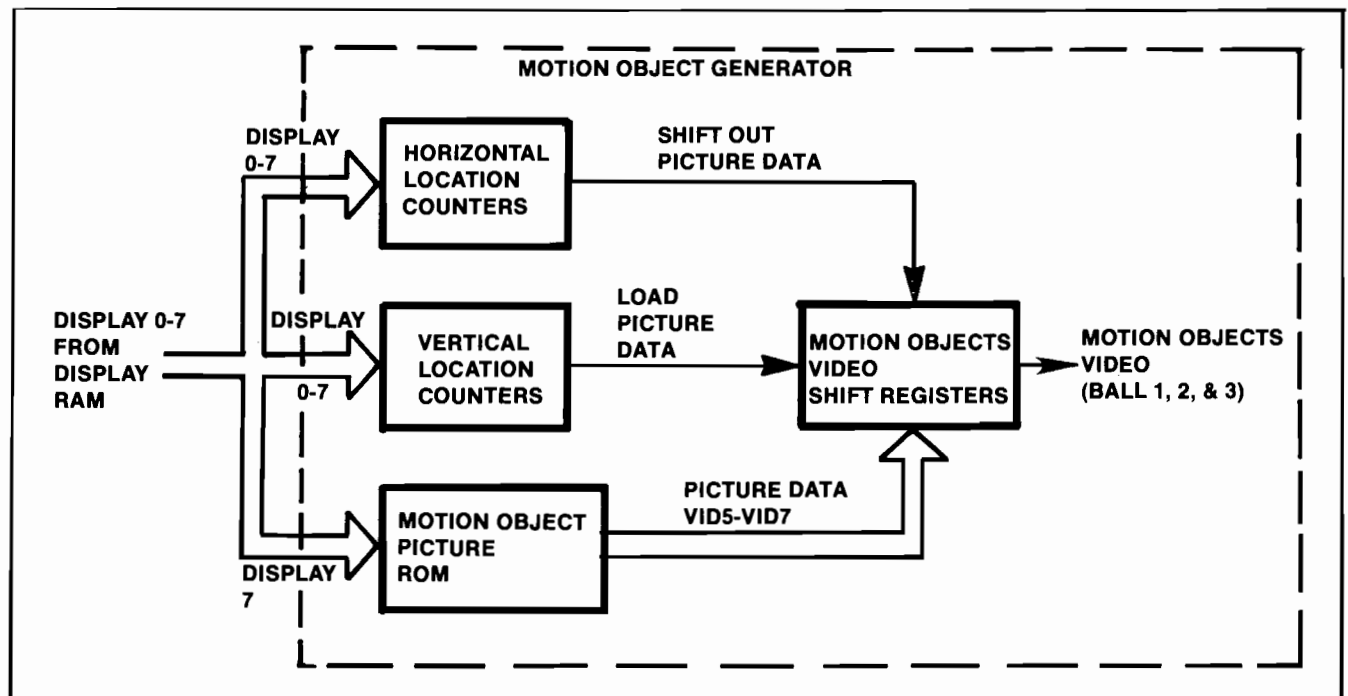 MOTION OBJECT GENERATOR
DISPLAY
0-7
HORIZONTAL
LOCATION
COUNTERS
SHIFT OUT
PICTURE DATA
DISPLAY 0-7
FROM
DISPLAY
RAM
DISPLAY
0-7
VERTICAL
LOCATION
COUNTERS
LOAD
PICTURE
DATA
MOTION OBJECTS
VIDEO
SHIFT REGISTERS
MOTION OBJECTS
VIDEO
(BALL 1, 2, & 3)
DISPLAY
7
MOTION OBJECT
PICTURE
ROM
PICTURE DATA
VID5-VID7